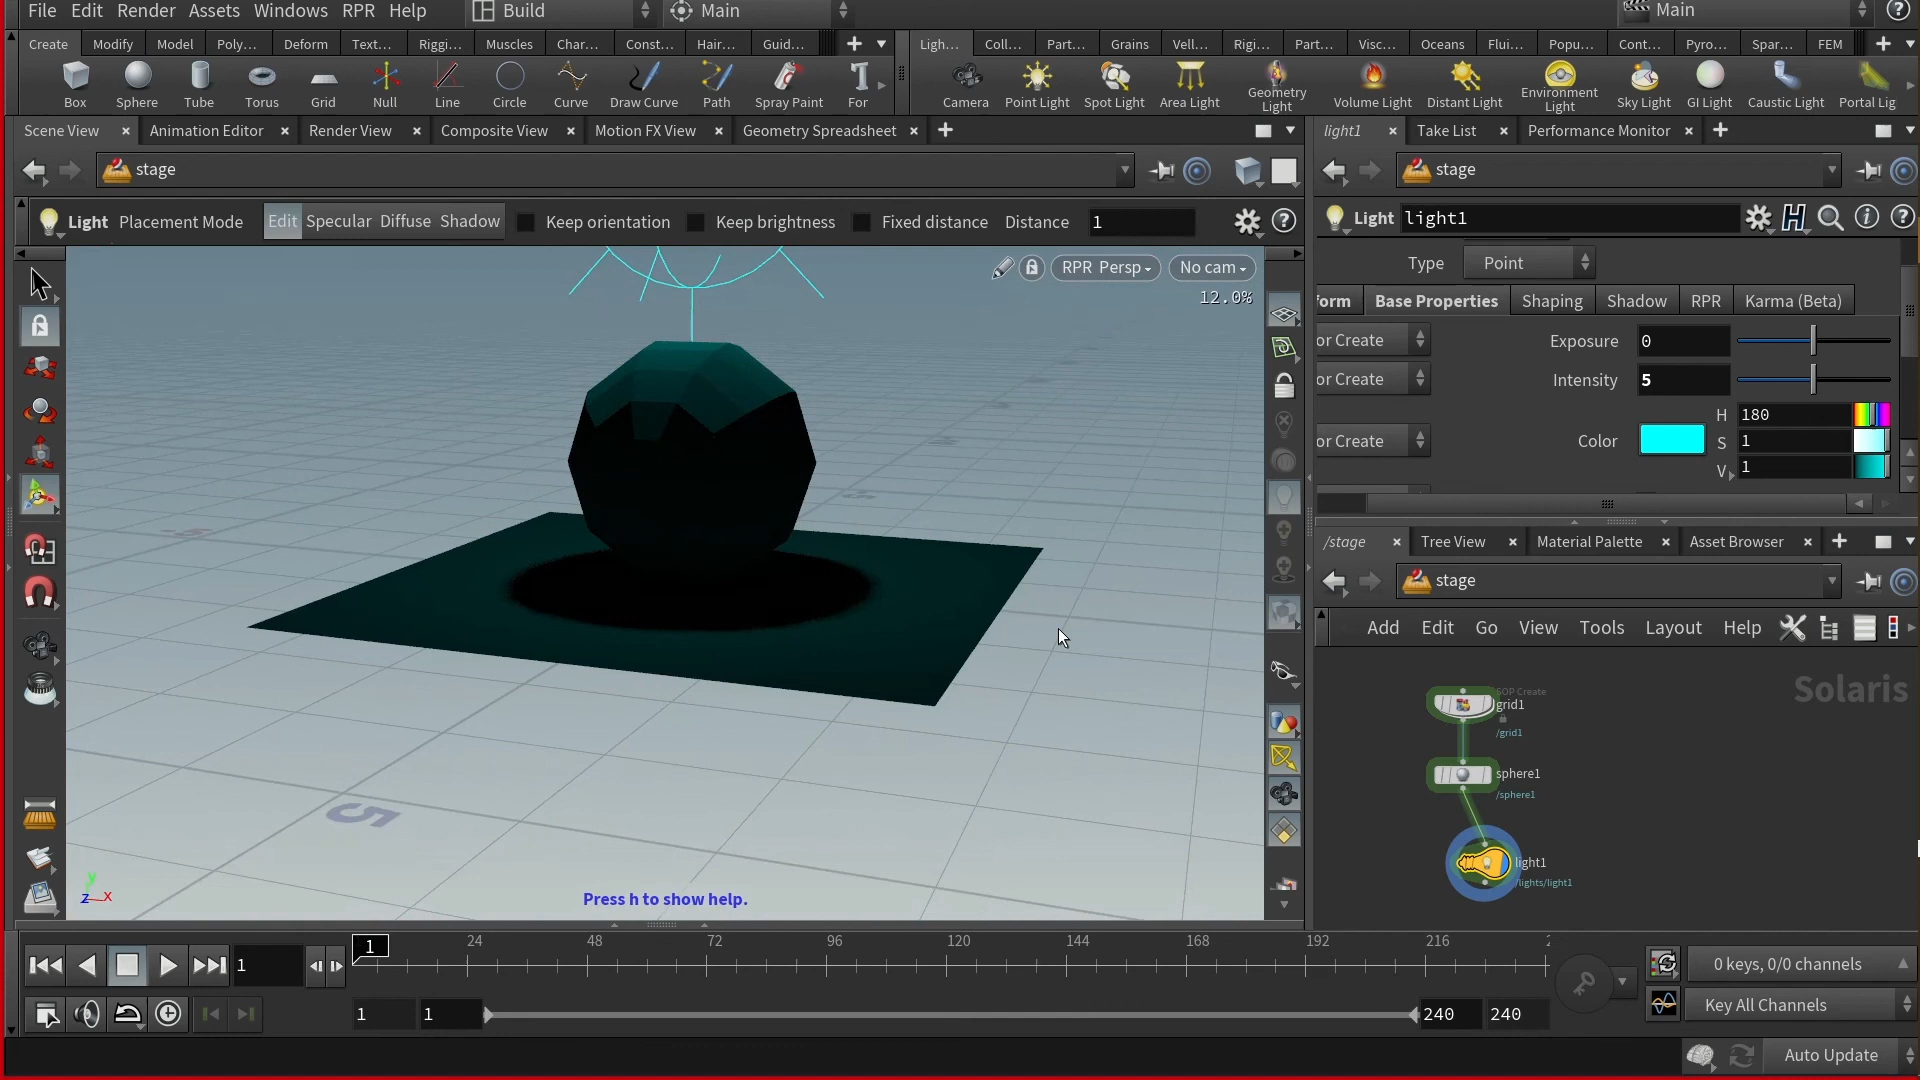 File Edit Render Assets Windows RPR Help Build Main Main
Create Modify Model Poly... Deform Text... Riggi... Muscles Char... Const... Hair... Guid...
Ligh... Coll... Part... Grains Vell... Rigi... Part... Visc... Oceans Flui... Popu... Cont... Pyro... Spar... FEM
Box Sphere Tube Torus Grid Null Line Circle Curve Draw Curve Path Spray Paint For
Camera Point Light Spot Light Area Light Geometry Light Volume Light Distant Light Environment Light Sky Light GI Light Caustic Light Portal Lig
Scene View Animation Editor Render View Composite View Motion FX View Geometry Spreadsheet
light1 Take List Performance Monitor
stage
stage
Light Placement Mode Edit Specular Diffuse Shadow Keep orientation Keep brightness Fixed distance Distance 1
Light light1
RPR Persp No cam
12.0%
Type Point
form Base Properties Shaping Shadow RPR Karma (Beta)
or Create Exposure 0
or Create Intensity 5
or Create Color
H 180
S 1
V 1
/stage Tree View Material Palette Asset Browser
stage
Add Edit Go View Tools Layout Help
Solaris
SOP Create
grid1
/grid1
sphere1
/sphere1
light1
/lights/light1
5
y
z x
Press h to show help.
1
1 24 48 72 96 120 144 168 192 216
1 1 240 240
0 keys, 0/0 channels
Key All Channels
Auto Update